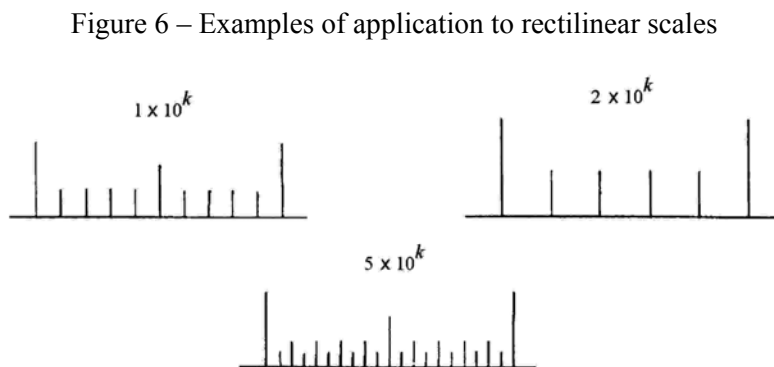 Figure 6 – Examples of application to rectilinear scales
1 x 10^k
2 x 10^k
5 x 10^k